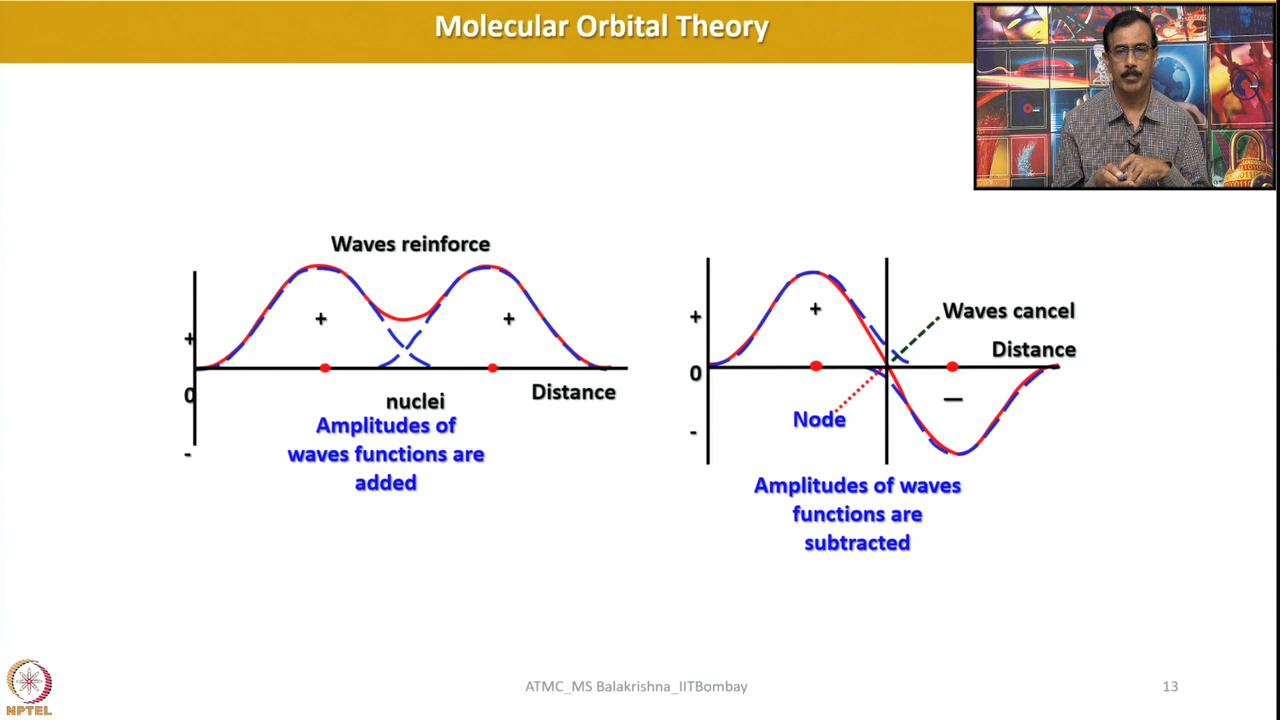 Molecular Orbital Theory
Waves reinforce
+
+
+
0
-
nuclei
Distance
Amplitudes of
waves functions are
added
+
+
0
-
Waves cancel
Distance
—
Node
Amplitudes of waves
functions are
subtracted
NPTEL
ATMC_MS Balakrishna_IITBombay
13